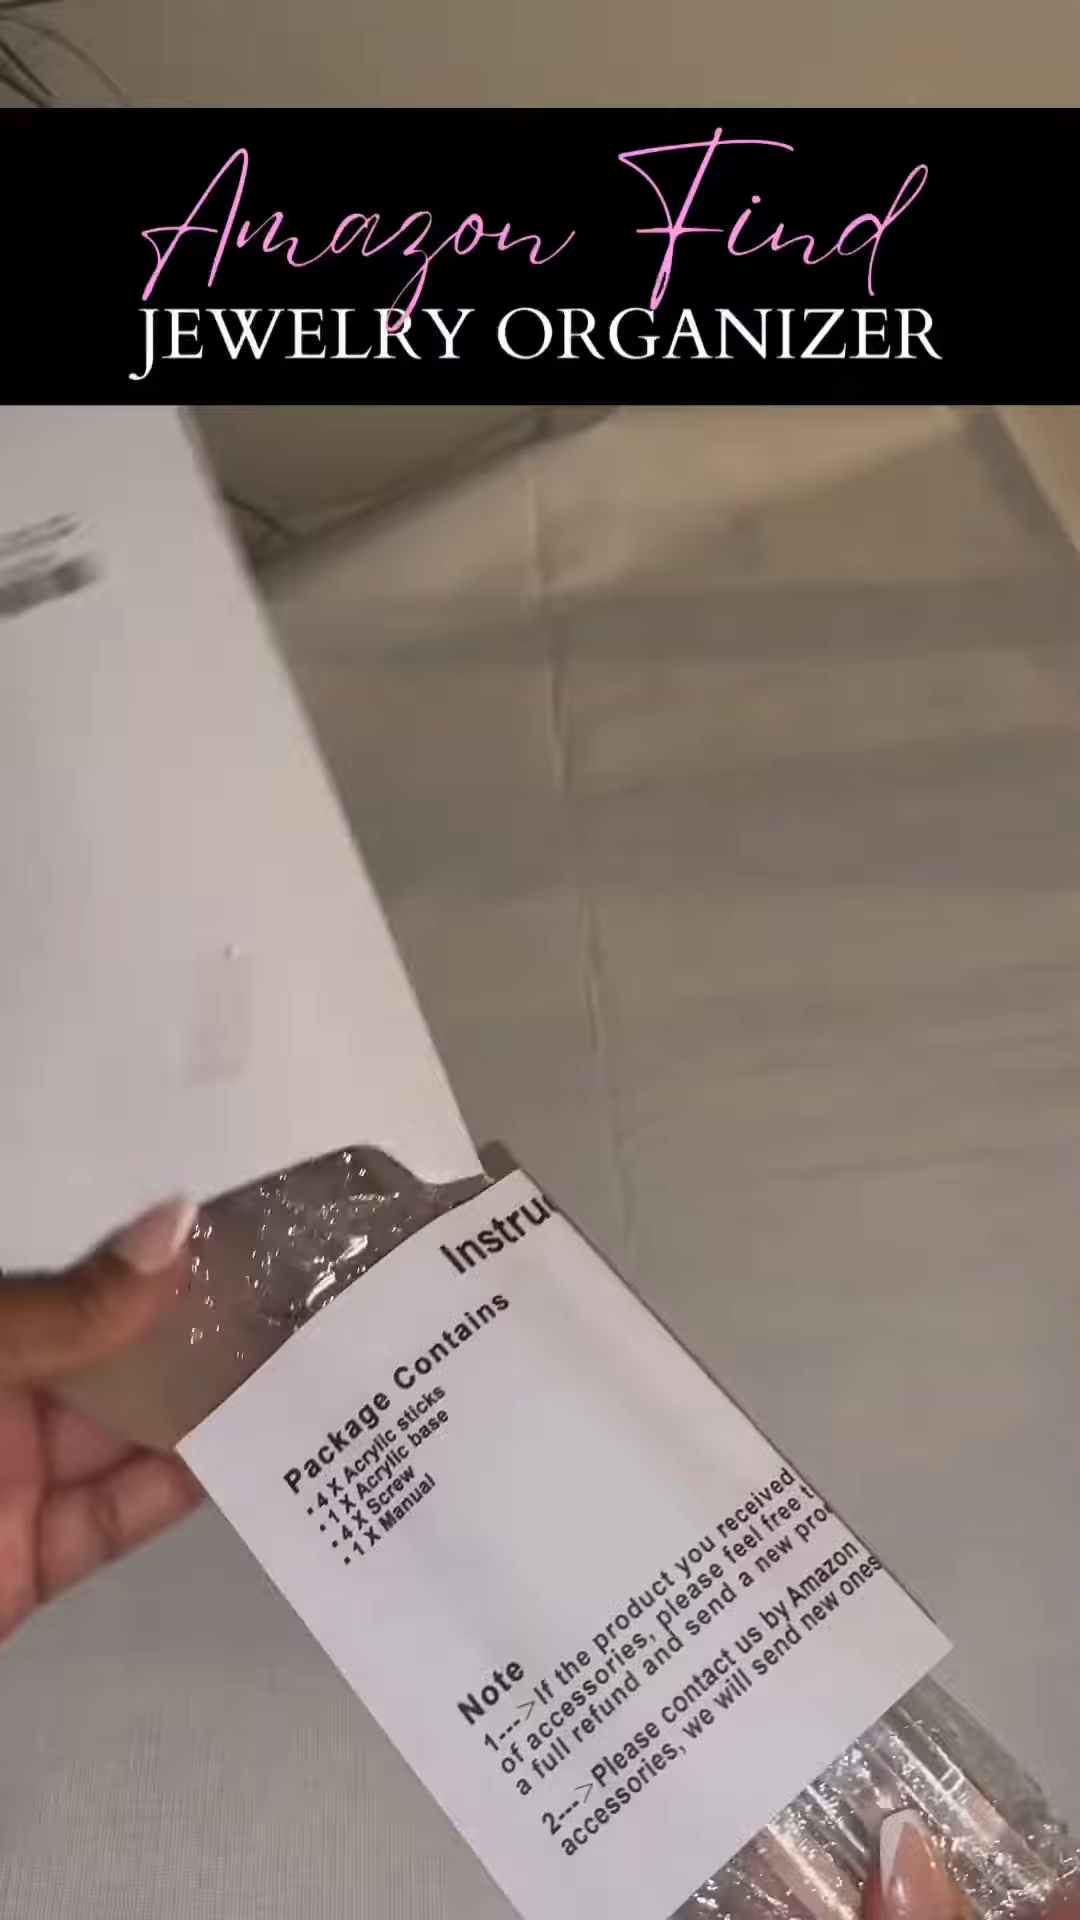 Amazon Find
JEWELRY ORGANIZER
Instruc
Package Contains
• 4 X Acrylic sticks
• 1 X Acrylic base
• 4 X Screw
• 1 X Manual
Note
1--->If the product you received
of accessories, please feel free t
a full refund and send a new prod
2--->Please contact us by Amazon
accessories, we will send new ones